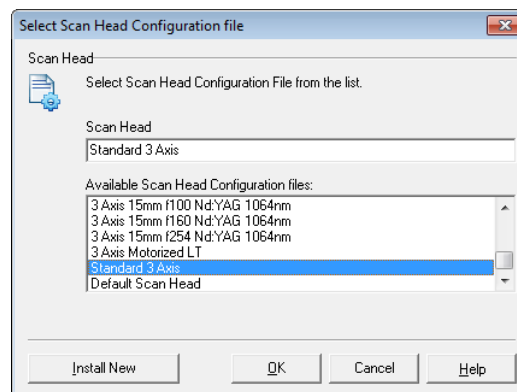 Select Scan Head Configuration file
Scan Head
Select Scan Head Configuration File from the list.
Scan Head
Standard 3 Axis
Available Scan Head Configuration files:
3 Axis 15mm f100 Nd:YAG 1064nm
3 Axis 15mm f160 Nd:YAG 1064nm
3 Axis 15mm f254 Nd:YAG 1064nm
3 Axis Motorized LT
Standard 3 Axis
Default Scan Head
Install New OK Cancel Help